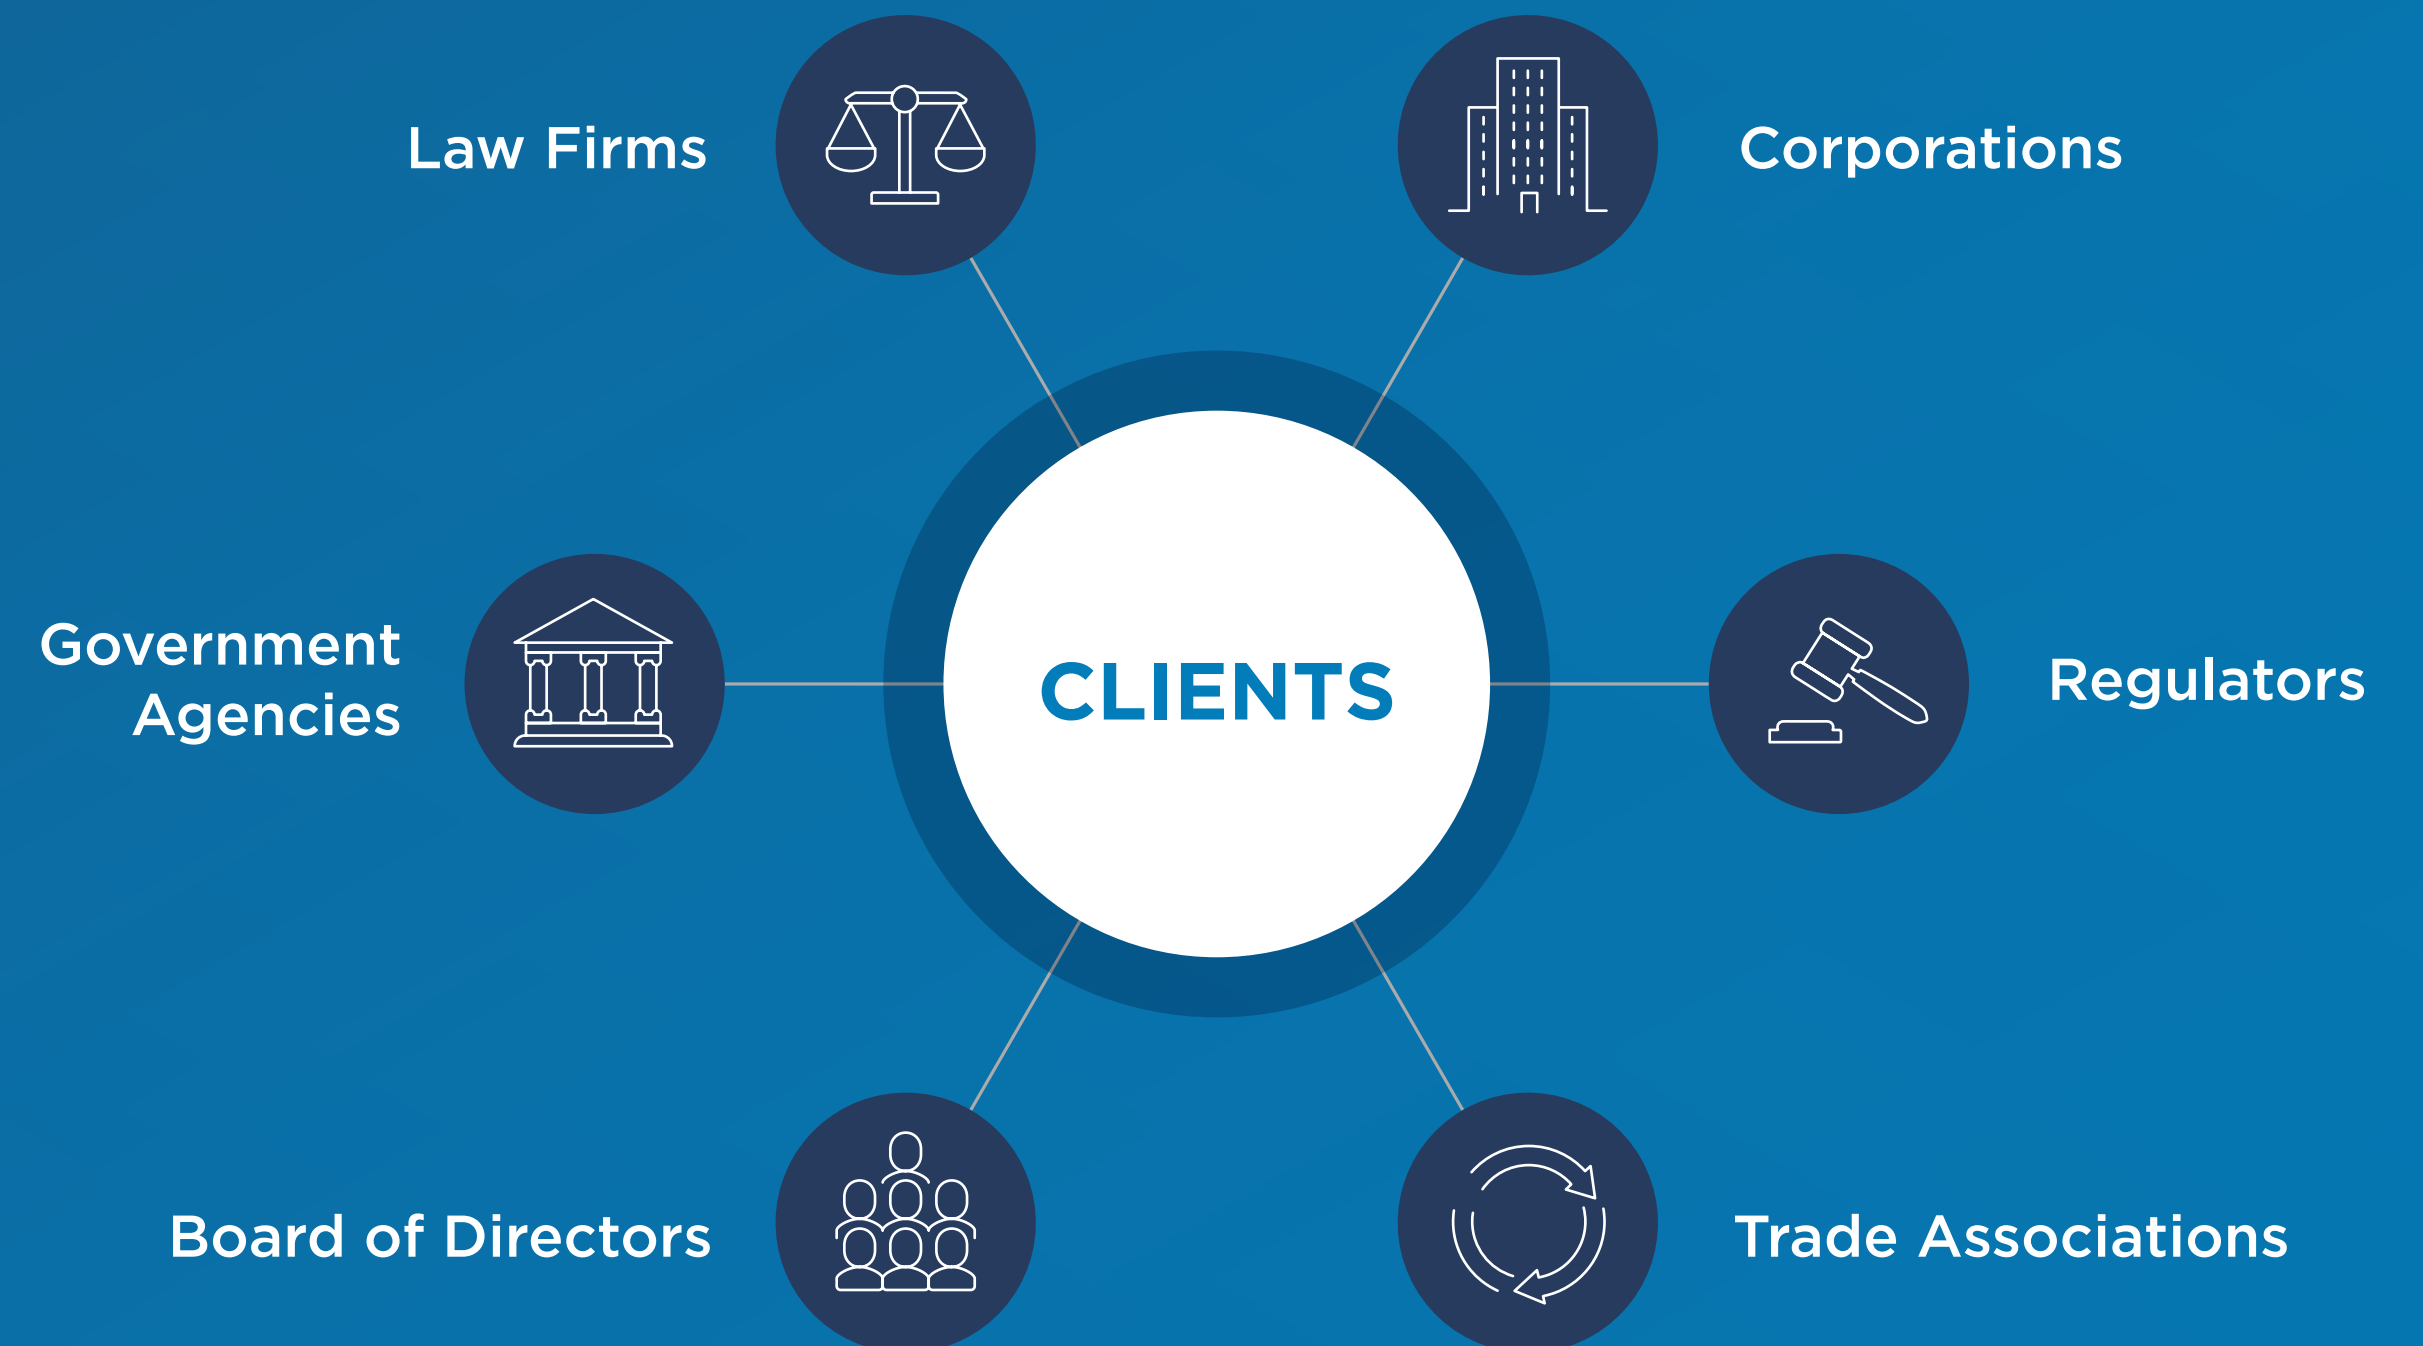 Law Firms
Corporations
Government
Agencies
CLIENTS
Regulators
Board of Directors
Trade Associations